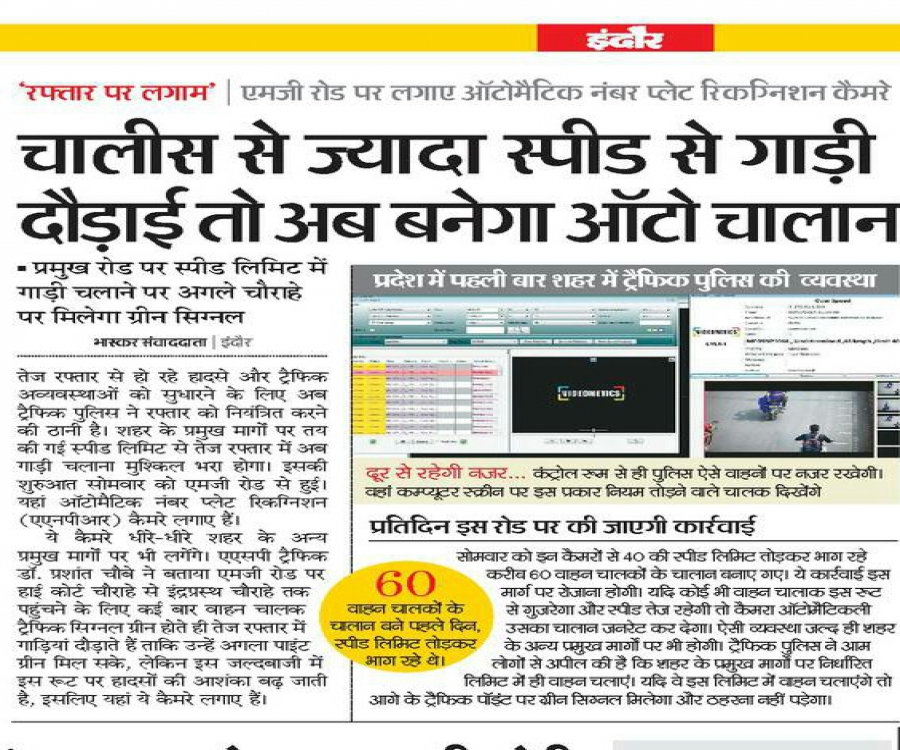 इंदौर
'रफ्तार पर लगाम' | एमजी रोड पर लगाए ऑटोमैटिक नंबर प्लेट रिकग्निशन कैमरे
चालीस से ज्यादा स्पीड से गाड़ी
दौड़ाई तो अब बनेगा ऑटो चालान
▪ प्रमुख रोड पर स्पीड लिमिट में
गाड़ी चलाने पर अगले चौराहे
पर मिलेगा ग्रीन सिग्नल
भास्कर संवाददाता | इंदौर
तेज रफ्तार से हो रहे हादसे और ट्रैफिक
अव्यवस्थाओं को सुधारने के लिए अब
ट्रैफिक पुलिस ने रफ्तार को नियंत्रित करने
की ठानी है। शहर के प्रमुख मार्गों पर तय
की गई स्पीड लिमिट से तेज रफ्तार में अब
गाड़ी चलाना मुश्किल भरा होगा। इसकी
शुरुआत सोमवार को एमजी रोड से हुई।
यहां ऑटोमैटिक नंबर प्लेट रिकग्निशन
(एएनपीआर) कैमरे लगाए हैं।
ये कैमरे धीरे-धीरे शहर के अन्य
प्रमुख मार्गों पर भी लगेंगे। एएसपी ट्रैफिक
डॉ. प्रशांत चौबे ने बताया एमजी रोड पर
हाई कोर्ट चौराहे से इंद्रप्रस्थ चौराहे तक
पहुंचने के लिए कई बार वाहन चालक
ट्रैफिक सिग्नल ग्रीन होते ही तेज रफ्तार में
गाड़ियां दौड़ाते हैं ताकि उन्हें अगला पाइंट
ग्रीन मिल सके, लेकिन इस जल्दबाजी में
इस रूट पर हादसों की आशंका बढ़ जाती
है, इसलिए यहां ये कैमरे लगाए हैं।
प्रदेश में पहली बार शहर में ट्रैफिक पुलिस की व्यवस्था
Over Speed
VIDEONETICS
VIDEONETICS
दूर से रहेगी नजर... कंट्रोल रूम से ही पुलिस ऐसे वाहनों पर नजर रखेगी।
वहां कम्प्यूटर स्क्रीन पर इस प्रकार नियम तोड़ने वाले चालक दिखेंगे
प्रतिदिन इस रोड पर की जाएगी कार्रवाई
60
वाहन चालकों के
चालान बने पहले दिन,
स्पीड लिमिट तोड़कर
भाग रहे थे।
सोमवार को इन कैमरों से 40 की स्पीड लिमिट तोड़कर भाग रहे
करीब 60 वाहन चालकों के चालान बनाए गए। ये कार्रवाई इस
मार्ग पर रोजाना होगी। यदि कोई भी वाहन चालक इस रूट
से गुजरेगा और स्पीड तेज रहेगी तो कैमरा ऑटोमेटिकली
उसका चालान जनरेट कर देगा। ऐसी व्यवस्था जल्द ही शहर
के अन्य प्रमुख मार्गों पर भी होगी। ट्रैफिक पुलिस ने आम
लोगों से अपील की है कि शहर के प्रमुख मार्गों पर निर्धारित
लिमिट में ही वाहन चलाएं। यदि वे इस लिमिट में वाहन चलाएंगे तो
आगे के ट्रैफिक पॉइंट पर ग्रीन सिग्नल मिलेगा और ठहरना नहीं पड़ेगा।